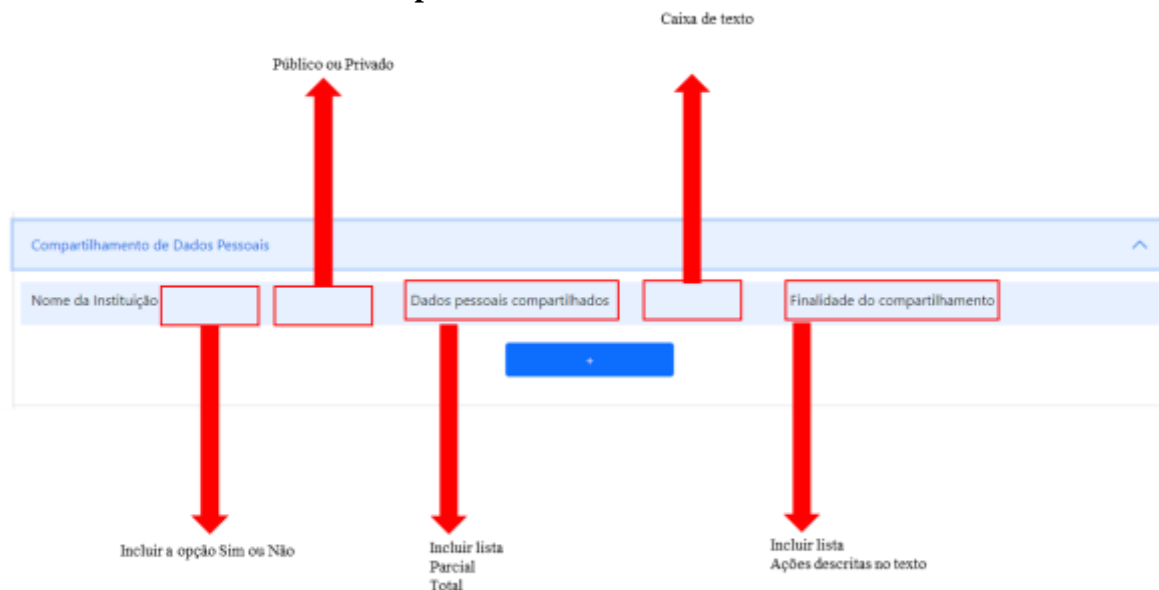 Caixa de texto
Público ou Privado
Compartilhamento de Dados Pessoais
Nome da Instituição
Dados pessoais compartilhados
Finalidade do compartilhamento
+
Incluir a opção Sim ou Não
Incluir lista
Parcial
Total
Incluir lista
Ações descritas no texto